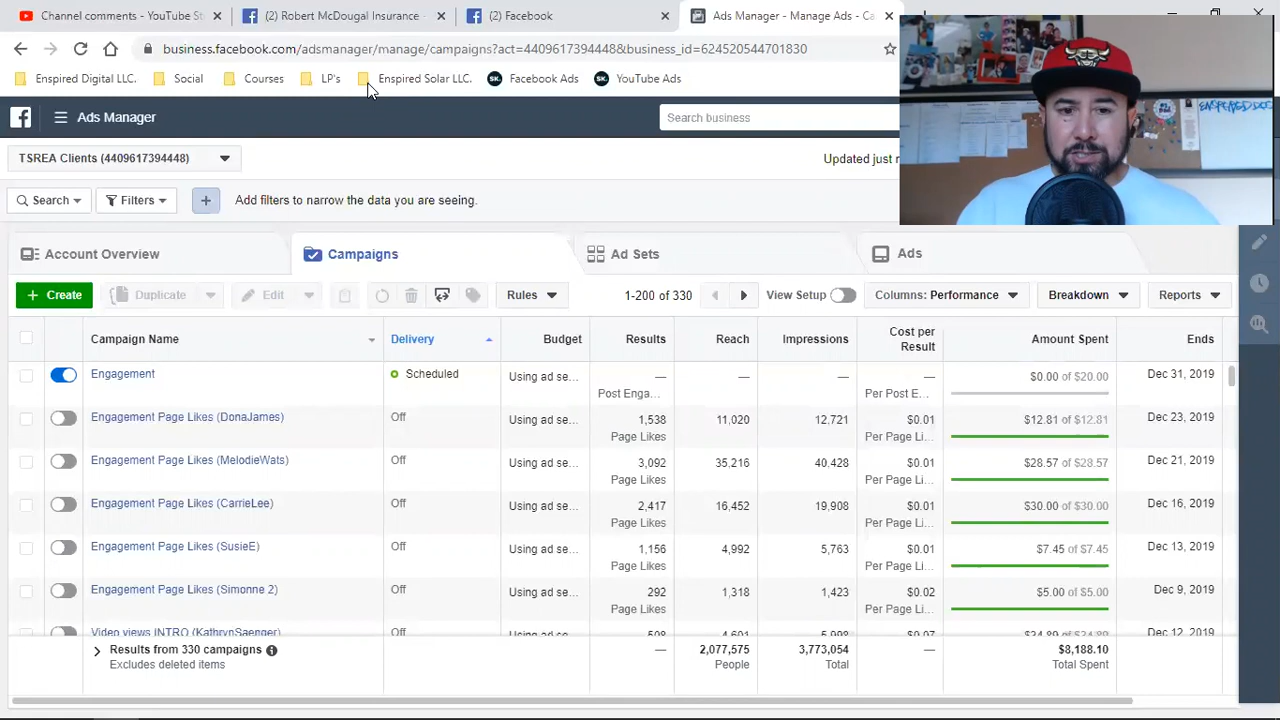 Channel comments - YouTube S
(2) Robert McDougal Insurance
(2) Facebook
Ads Manager - Manage Ads - Ca
business.facebook.com/adsmanager/manage/campaigns?act=4409617394448&business_id=624520544701830
Enspired Digital LLC.
Social
Courses
LP's
Enspired Solar LLC.
SK.
Facebook Ads
SK.
YouTube Ads
Ads Manager
Search business
TSREA Clients (4409617394448)
Updated just
Search
Filters
+
Add filters to narrow the data you are seeing.
Account Overview
Campaigns
Ad Sets
Ads
+ Create
Duplicate
Edit
Rules
1-200 of 330
View Setup
Columns: Performance
Breakdown
Reports
Campaign Name
Delivery
Budget
Results
Reach
Impressions
Cost per
Result
Amount Spent
Ends
Engagement
Scheduled
Using ad se...
—
Post Enga...
—
—
—
Per Post E...
$0.00 of $20.00
Dec 31, 2019
Engagement Page Likes (DonaJames)
Off
Using ad se...
1,538
Page Likes
11,020
12,721
$0.01
Per Page Li...
$12.81 of $12.81
Dec 23, 2019
Engagement Page Likes (MelodieWats)
Off
Using ad se...
3,092
Page Likes
35,216
40,428
$0.01
Per Page Li...
$28.57 of $28.57
Dec 21, 2019
Engagement Page Likes (CarrieLee)
Off
Using ad se...
2,417
Page Likes
16,452
19,908
$0.01
Per Page Li...
$30.00 of $30.00
Dec 16, 2019
Engagement Page Likes (SusieE)
Off
Using ad se...
1,156
Page Likes
4,992
5,763
$0.01
Per Page Li...
$7.45 of $7.45
Dec 13, 2019
Engagement Page Likes (Simonne 2)
Off
Using ad se...
292
Page Likes
1,318
1,423
$0.02
Per Page Li...
$5.00 of $5.00
Dec 9, 2019
Video views INTRO (KathrynSaenger)
Off
Using ad se...
508
4,601
5,998
$0.07
$34.89 of $34.89
Dec 12, 2019
Results from 330 campaigns
Excludes deleted items
—
2,077,575
People
3,773,054
Total
—
$8,188.10
Total Spent